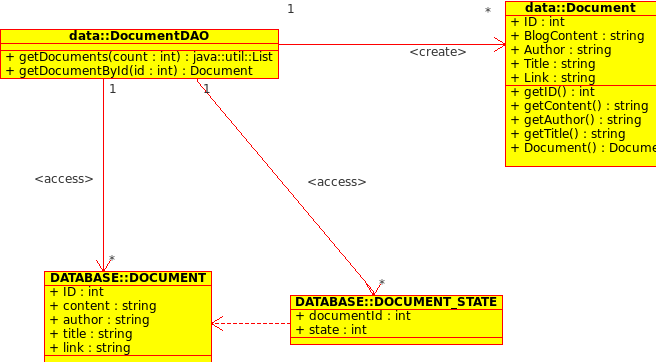 data::DocumentDAO
+ getDocuments(count : int) : java::util::List
+ getDocumentById(id : int) : Document
1
*
<create>
data::Document
+ ID : int
+ BlogContent : string
+ Author : string
+ Title : string
+ Link : string
+ getID() : int
+ getContent() : string
+ getAuthor() : string
+ getTitle() : string
+ Document() : Docume
1
1
<access>
<access>
*
*
DATABASE::DOCUMENT
+ ID : int
+ content : string
+ author : string
+ title : string
+ link : string
DATABASE::DOCUMENT_STATE
+ documentId : int
+ state : int